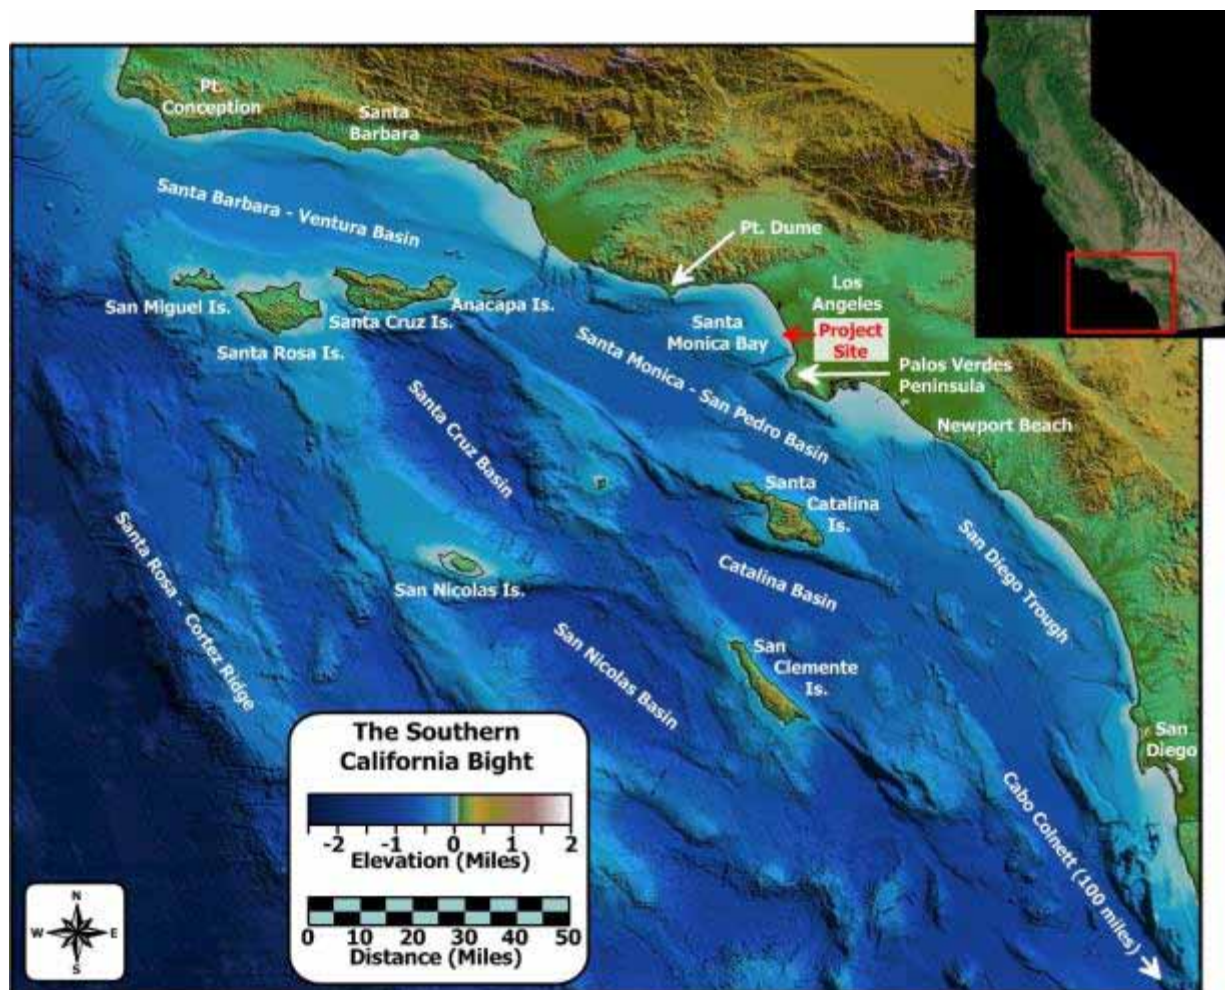 Pt.
Conception
Santa
Barbara
Santa Barbara - Ventura Basin
Pt. Dume
San Miguel Is.
Santa Rosa Is.
Santa Cruz Is.
Anacapa Is.
Los
Angeles
Santa
Monica Bay
Project
Site
Palos Verdes
Peninsula
Newport Beach
Santa Monica - San Pedro Basin
Santa Cruz Basin
Santa
Catalina
Is.
San Diego Trough
Santa Rosa - Cortez Ridge
San Nicolas Is.
Catalina Basin
San Nicolas Basin
San
Clemente
Is.
San
Diego
Cabo Colnett (100 miles)
The Southern
California Bight
-2 -1 0 1 2
Elevation (Miles)
0 10 20 30 40 50
Distance (Miles)
N
W E
S